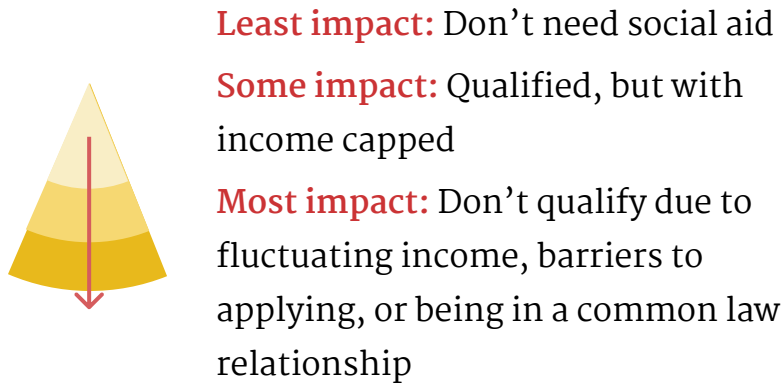 Least impact: Don’t need social aid
Some impact: Qualified, but with
income capped
Most impact: Don’t qualify due to
fluctuating income, barriers to
applying, or being in a common law
relationship